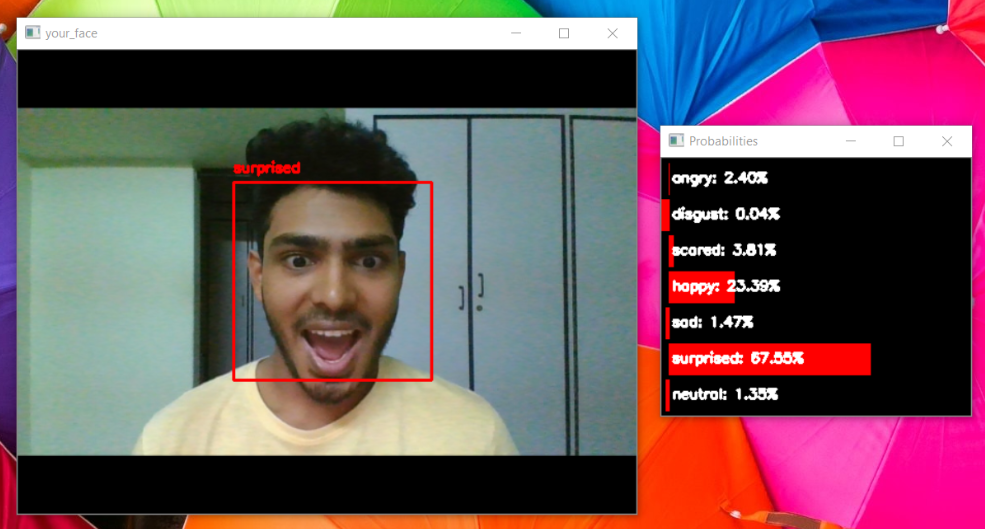 your_face
surprised
Probabilities
angry: 2.40%
disgust: 0.04%
scared: 3.81%
happy: 23.39%
sad: 1.47%
surprised: 67.55%
neutral: 1.35%